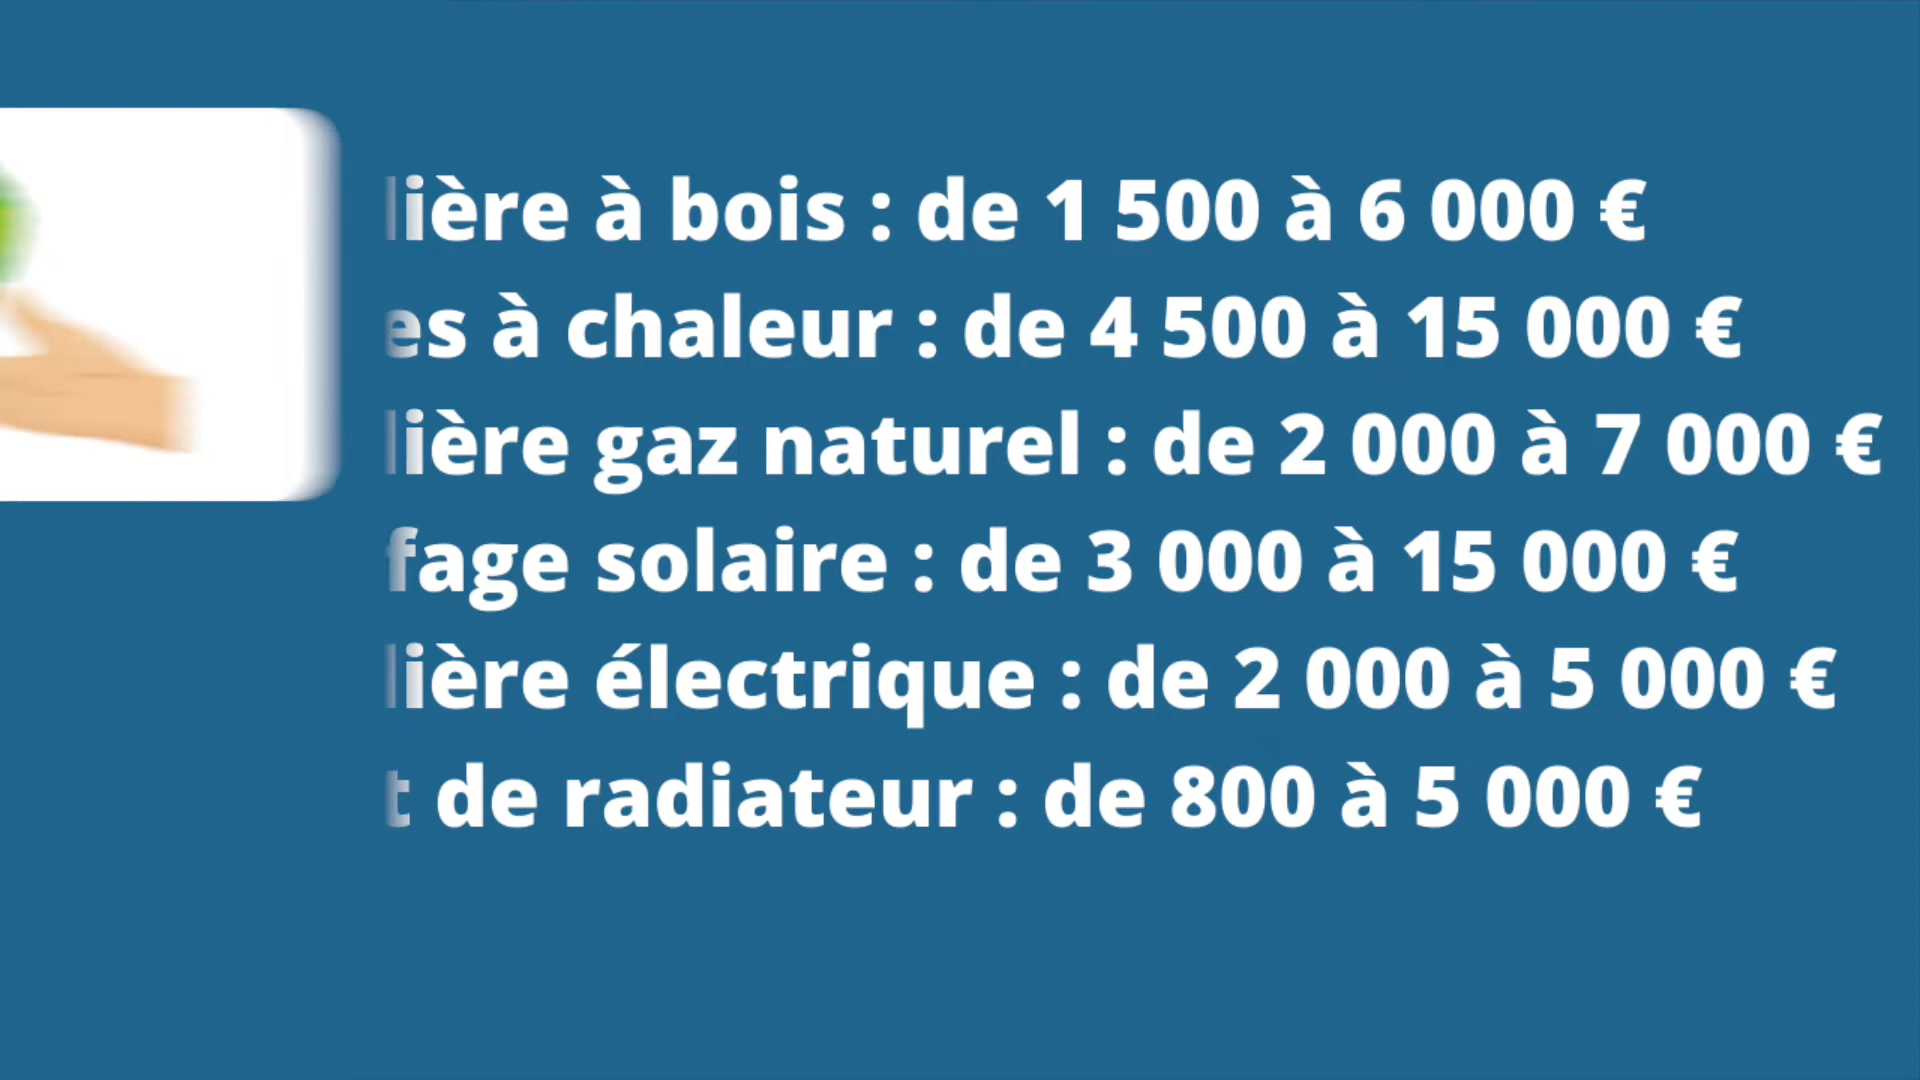 lière à bois : de 1 500 à 6 000 €
es à chaleur : de 4 500 à 15 000 €
lière gaz naturel : de 2 000 à 7 000 €
fage solaire : de 3 000 à 15 000 €
lière électrique : de 2 000 à 5 000 €
t de radiateur : de 800 à 5 000 €